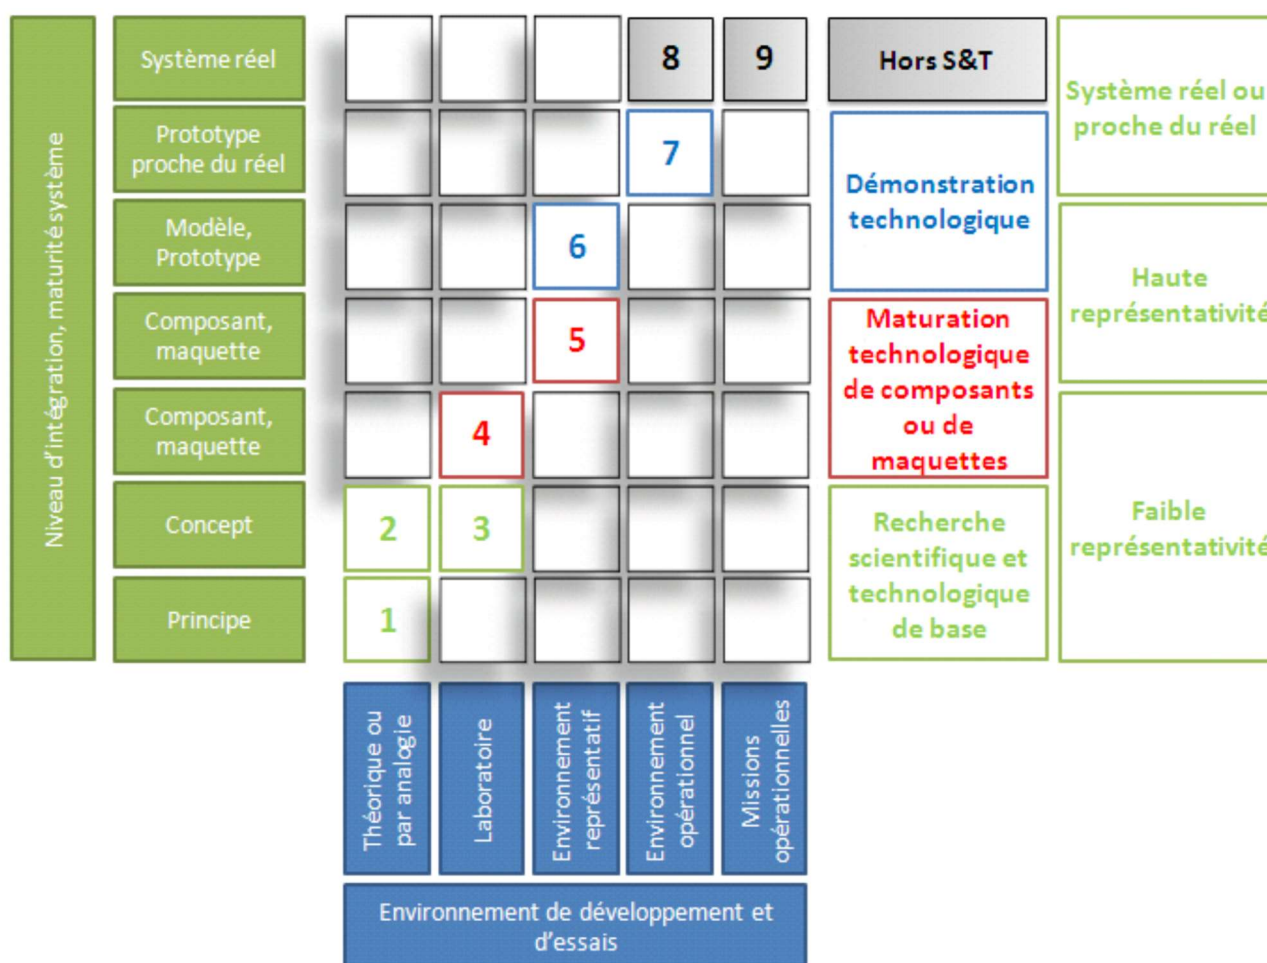 Niveau d'intégration, maturité système
Système réel
8
9
Hors S&T
Système réel ou
proche du réel
Prototype
proche du réel
7
Démonstration
technologique
Modèle,
Prototype
6
Haute
représentativité
Composant,
maquette
5
Maturation
technologique
de composants
ou de
maquettes
Composant,
maquette
4
Faible
représentativité
Concept
2
3
Recherche
scientifique et
technologique
de base
Principe
1
Théorique ou
par analogie
Laboratoire
Environnement
représentatif
Environnement
opérationnel
Missions
opérationnelles
Environnement de développement et
d'essais